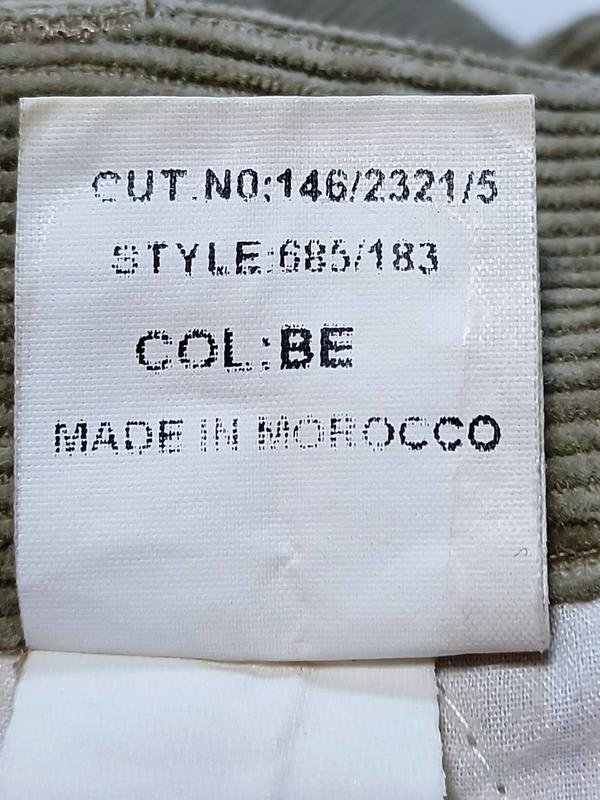 CUT.NO:146/2321/5
STYLE:685/183
COL:BE
MADE IN MOROCCO